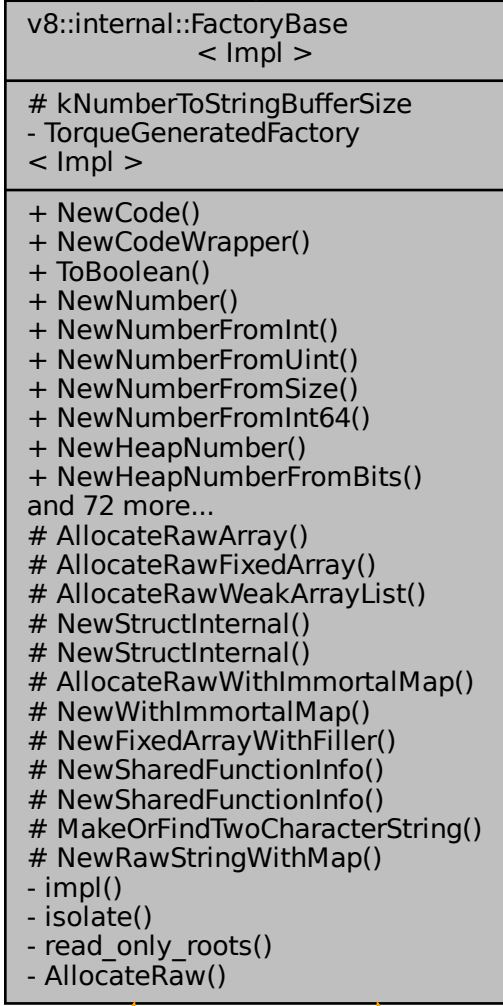 v8::internal::FactoryBase
< Impl >
# kNumberToStringBufferSize
- TorqueGeneratedFactory
< Impl >
+ NewCode()
+ NewCodeWrapper()
+ ToBoolean()
+ NewNumber()
+ NewNumberFromInt()
+ NewNumberFromUint()
+ NewNumberFromSize()
+ NewNumberFromInt64()
+ NewHeapNumber()
+ NewHeapNumberFromBits()
and 72 more...
# AllocateRawArray()
# AllocateRawFixedArray()
# AllocateRawWeakArrayList()
# NewStructInternal()
# NewStructInternal()
# AllocateRawWithImmortalMap()
# NewWithImmortalMap()
# NewFixedArrayWithFiller()
# NewSharedFunctionInfo()
# NewSharedFunctionInfo()
# MakeOrFindTwoCharacterString()
# NewRawStringWithMap()
- impl()
- isolate()
- read_only_roots()
- AllocateRaw()